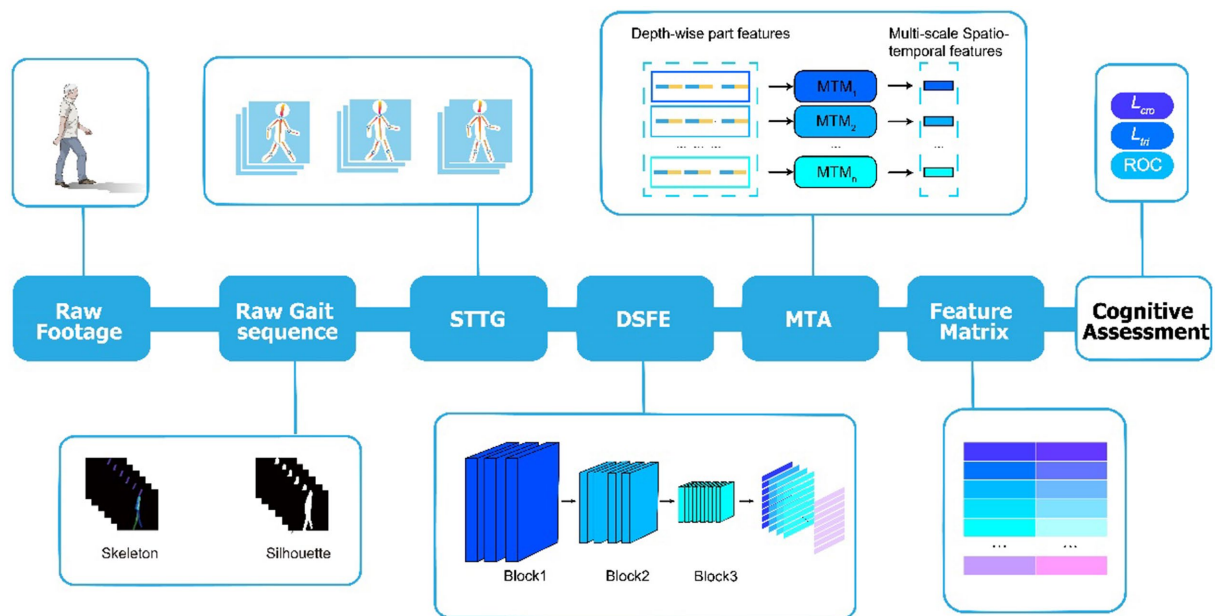 Depth-wise part features
Multi-scale Spatio-
temporal features
MTM1
MTM2
... ... ...
...
...
MTMn
Lcro
Ltri
ROC
Raw
Footage
Raw Gait
sequence
STTG
DSFE
MTA
Feature
Matrix
Cognitive
Assessment
Skeleton
Silhouette
Block1
Block2
Block3
...
...